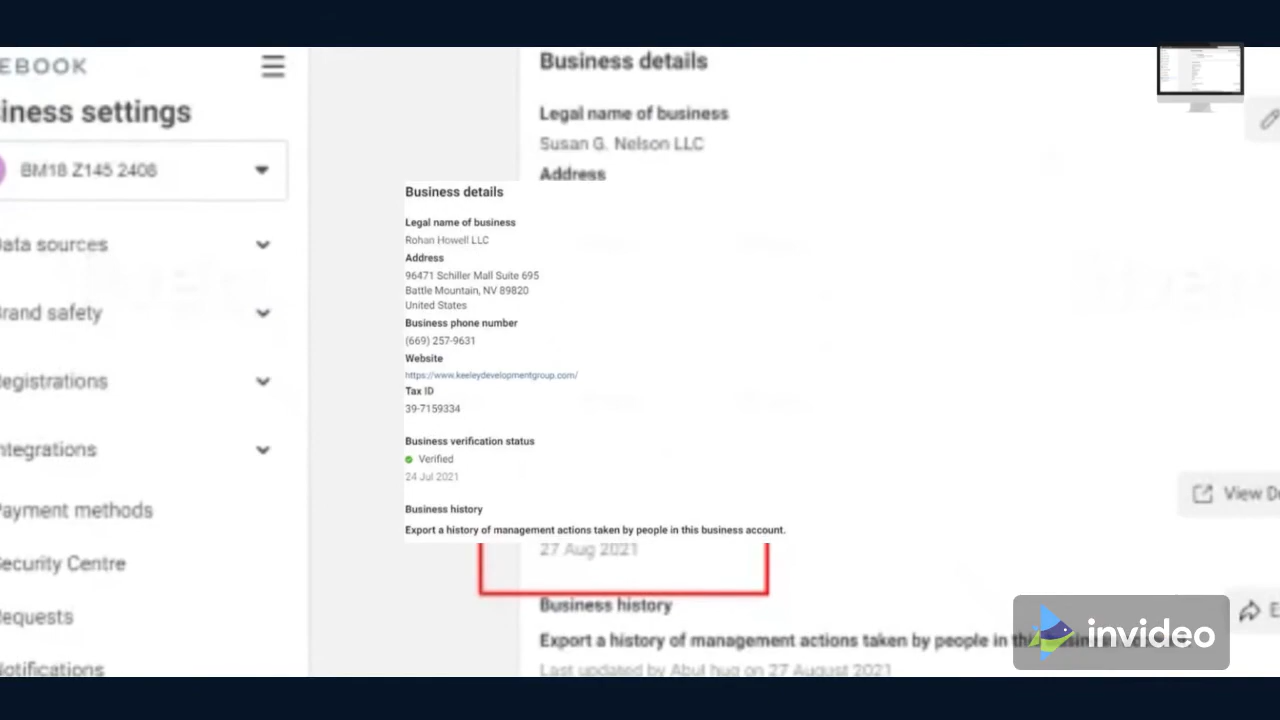 EBOOK
iness settings
BM18 Z145 2408
ata sources
rand safety
egistrations
ntegrations
ayment methods
ecurity Centre
equests
otifications
Business details
Legal name of business
Susan G. Nelson LLC
Address
Business details
Legal name of business
Rohan Howell LLC
Address
96471 Schiller Mall Suite 695
Battle Mountain, NV 89820
United States
Business phone number
(669) 257-9631
Website
https://www.keeleydevelopmentgroup.com/
Tax ID
39-7159334
Business verification status
Verified
24 Jul 2021
Business history
Export a history of management actions taken by people in this business account.
27 Aug 2021
Business history
Export a history of management actions taken by people in this
Last updated by Abul huq on 27 August 2021
View De
E
invideo